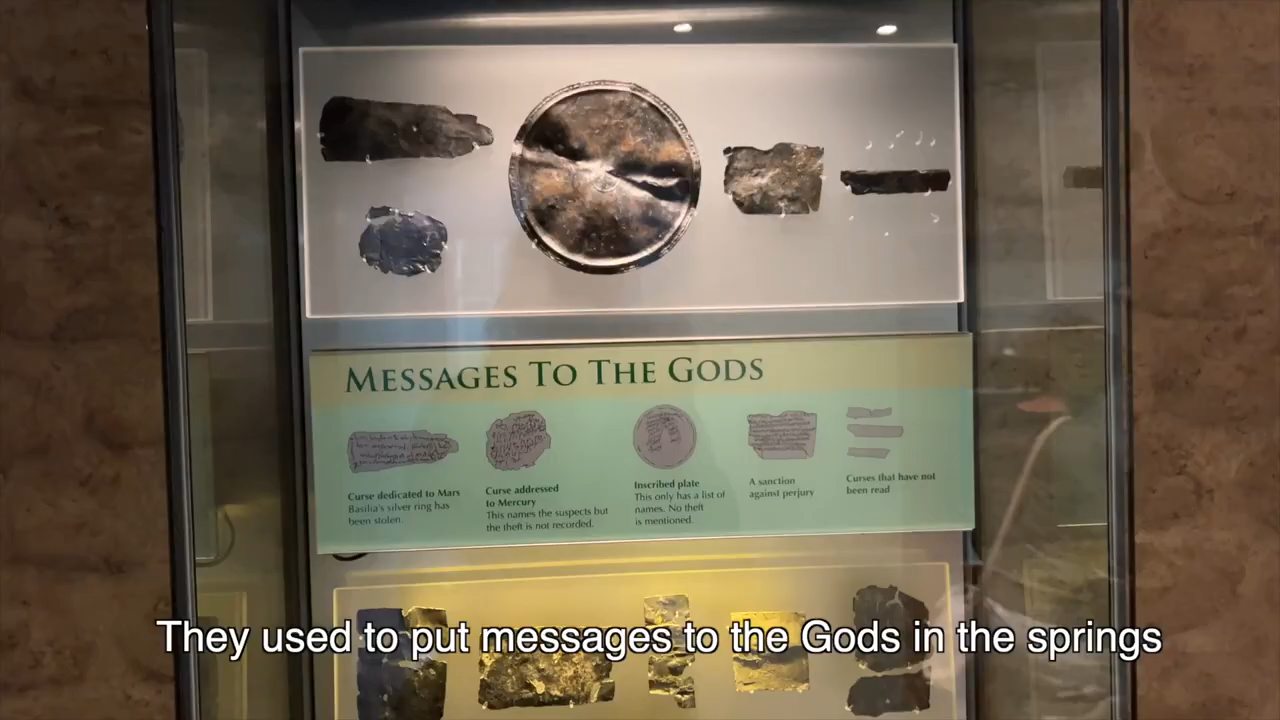 MESSAGES TO THE GODS
Curse dedicated to Mars
Basilia's silver ring has
been stolen.
Curse addressed
to Mercury
This names the suspects but
the theft is not recorded.
Inscribed plate
This only has a list of
names. No theft
is mentioned.
A sanction
against perjury
Curses that have not
been read
They used to put messages to the Gods in the springs